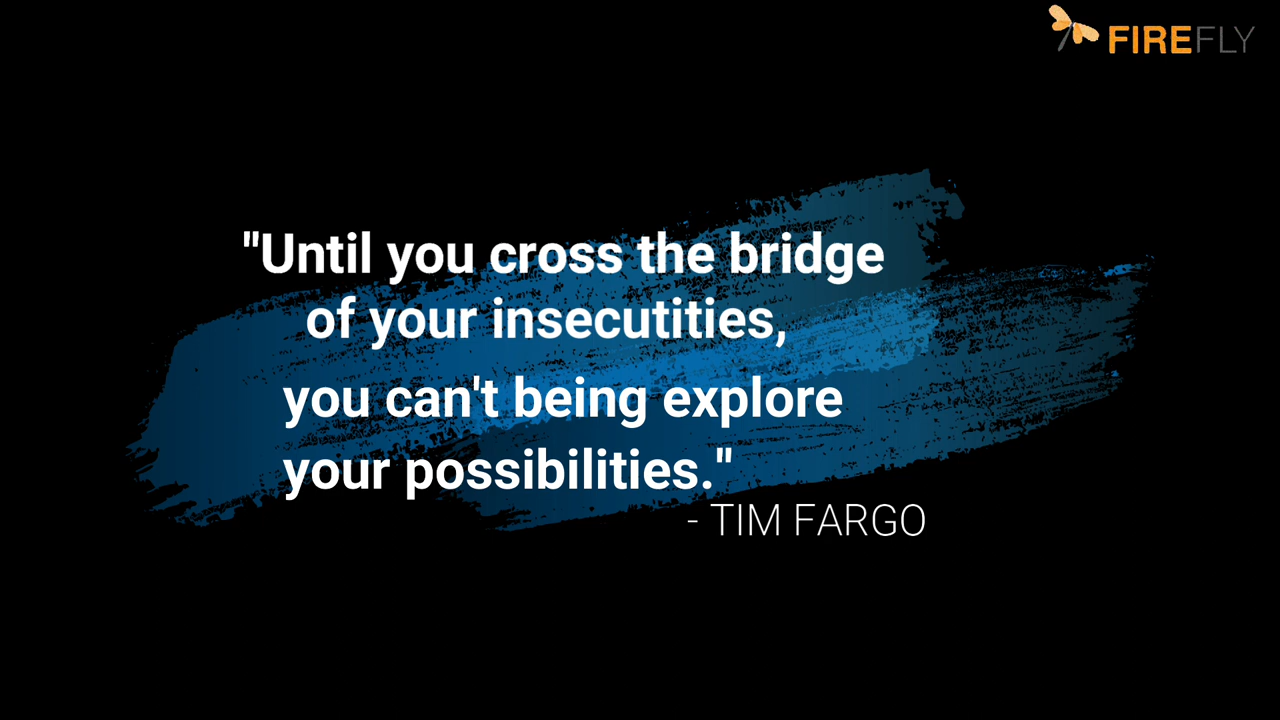 FIREFLY
"Until you cross the bridge
of your insecutities,
you can't being explore
your possibilities."
- TIM FARGO